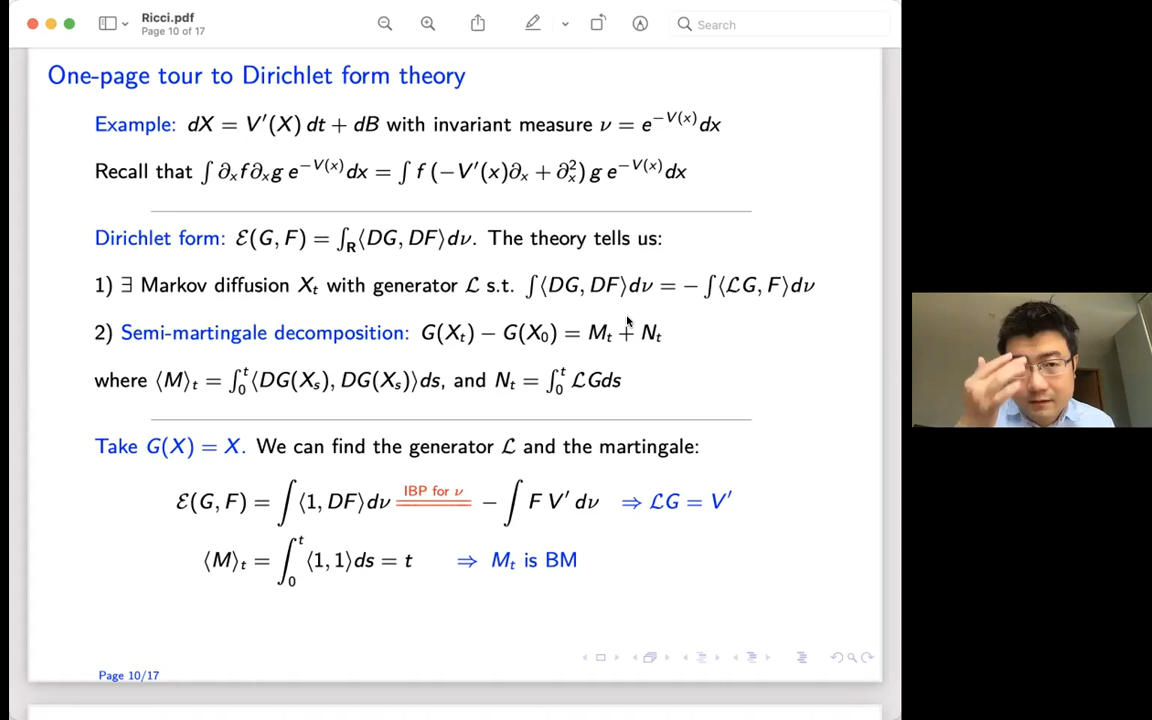 Ricci.pdf
Page 10 of 17
Search
One-page tour to Dirichlet form theory
Example: dX = V′(X) dt + dB with invariant measure ν = e^{−V(x)}dx
Recall that ∫ ∂ₓf∂ₓg e^{−V(x)}dx = ∫ f (−V′(x)∂ₓ + ∂ₓ²) g e^{−V(x)}dx
Dirichlet form: ℰ(G, F) = ∫_R⟨DG, DF⟩dν. The theory tells us:
1) ∃ Markov diffusion Xₜ with generator ℒ s.t. ∫⟨DG, DF⟩dν = − ∫⟨ℒG, F⟩dν
2) Semi-martingale decomposition: G(Xₜ) − G(X₀) = Mₜ + Nₜ
where ⟨M⟩ₜ = ∫₀ᵗ⟨DG(Xₛ), DG(Xₛ)⟩ds, and Nₜ = ∫₀ᵗ ℒGds
Take G(X) = X. We can find the generator ℒ and the martingale:
ℰ(G, F) = ∫⟨1, DF⟩dν =^{IBP for ν} − ∫ F V′ dν ⇒ ℒG = V′
⟨M⟩ₜ = ∫₀ᵗ⟨1, 1⟩ds = t ⇒ Mₜ is BM
Page 10/17